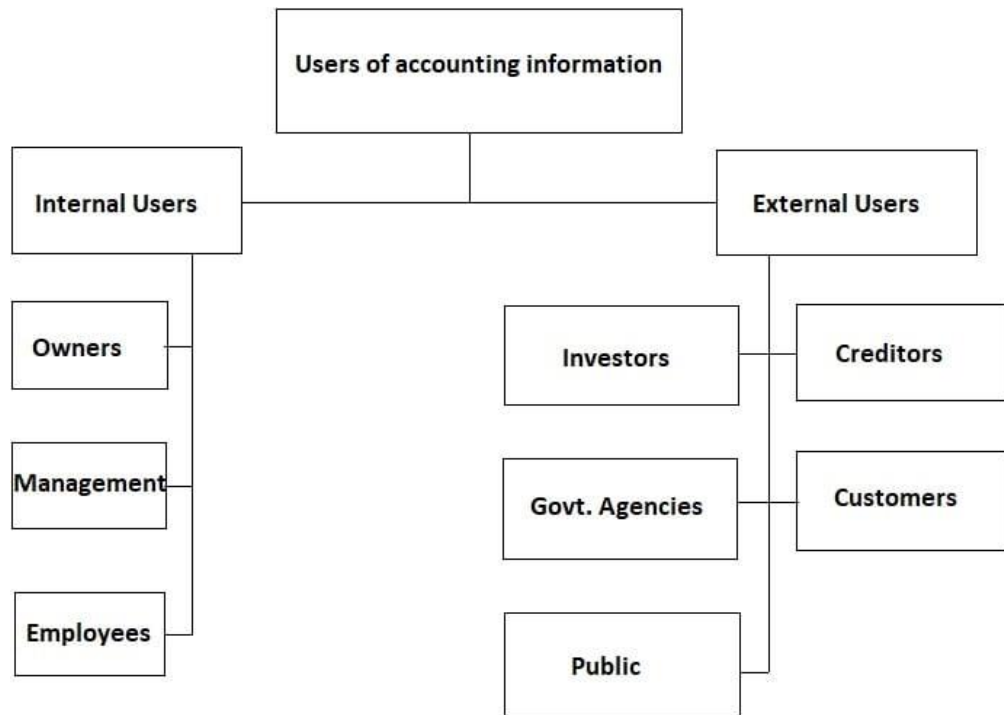 Users of accounting information
Internal Users
External Users
Owners
Management
Employees
Investors
Creditors
Govt. Agencies
Customers
Public